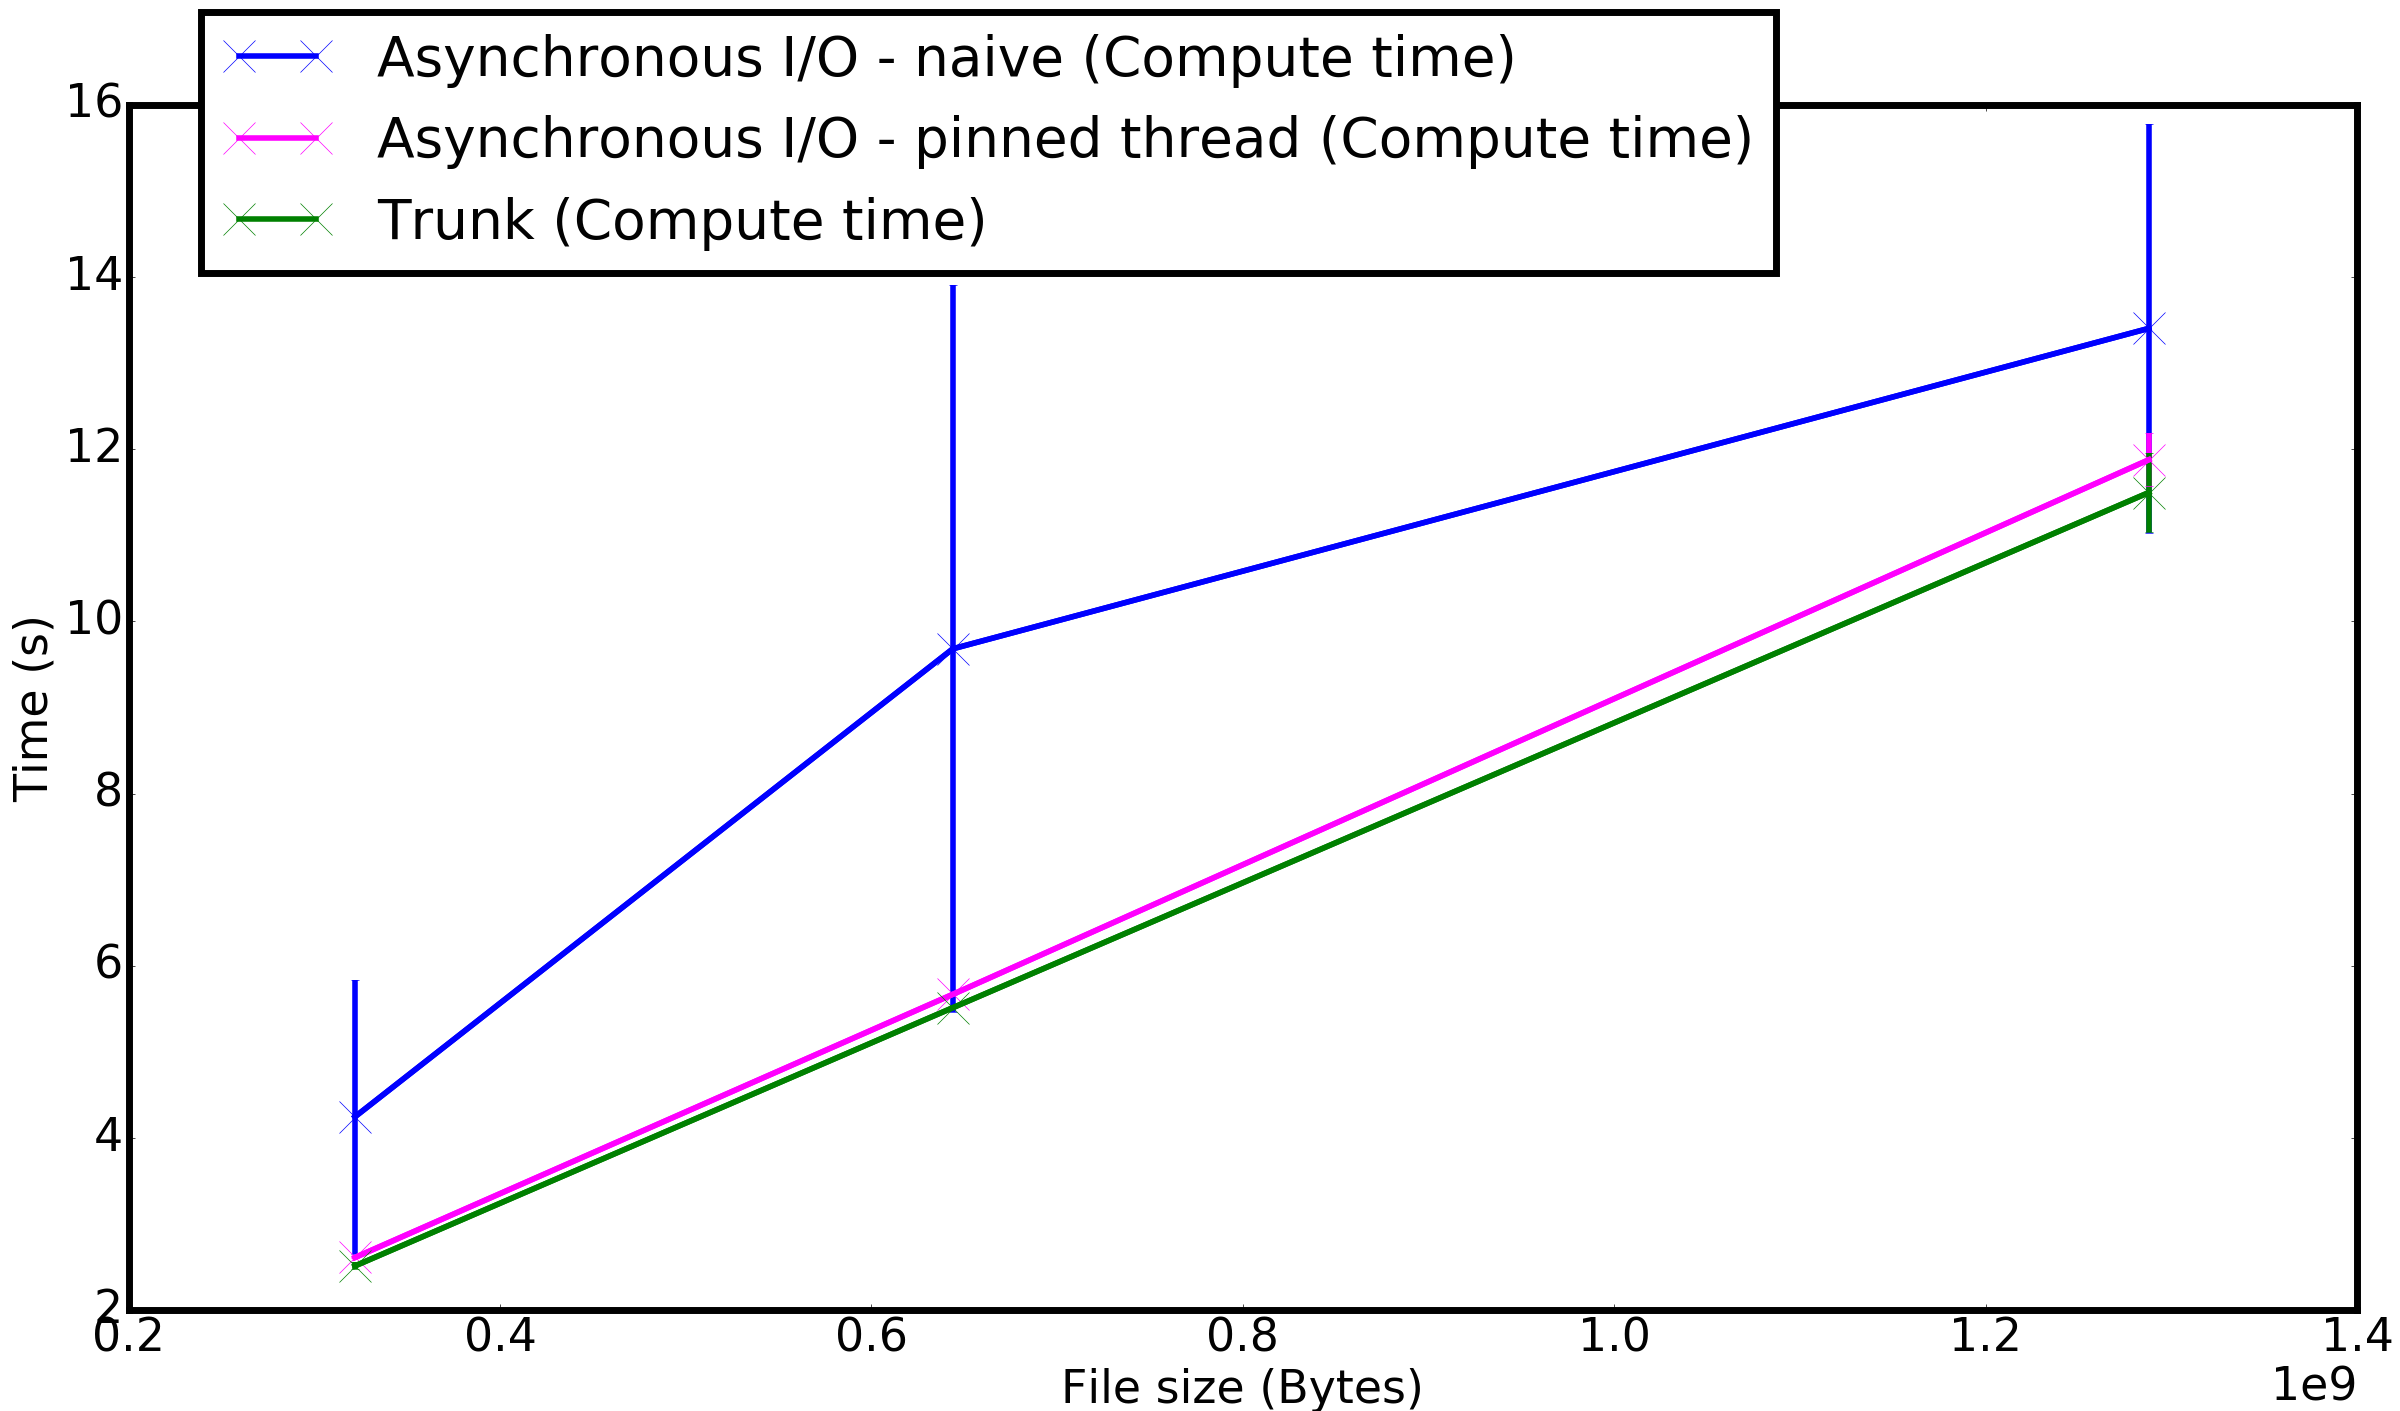 Asynchronous I/O - naive (Compute time)
Asynchronous I/O - pinned thread (Compute time)
Trunk (Compute time)
16
14
12
10
8
6
4
2
Time (s)
0.2 0.4 0.6 0.8 1.0 1.2 1.4
File size (Bytes)
1e9